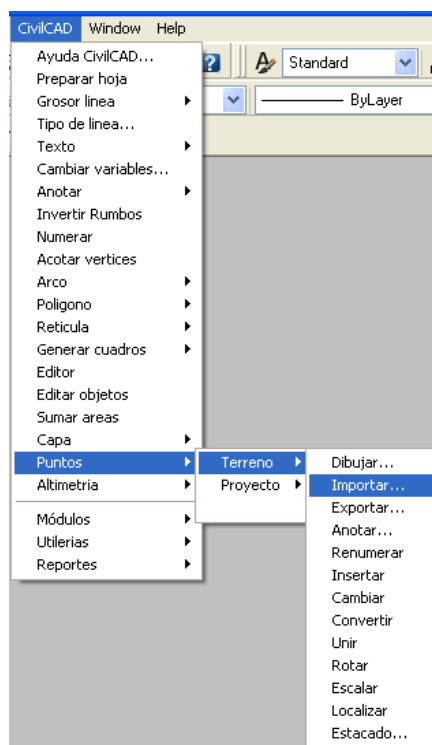 CivilCAD Window Help
Standard
ByLayer
Ayuda CivilCAD...
Preparar hoja
Grosor linea
Tipo de linea...
Texto
Cambiar variables...
Anotar
Invertir Rumbos
Numerar
Acotar vertices
Arco
Poligono
Reticula
Generar cuadros
Editor
Editar objetos
Sumar areas
Capa
Puntos
Altimetria
Módulos
Utilerias
Reportes
Terreno
Proyecto
Dibujar...
Importar...
Exportar...
Anotar...
Renumerar
Insertar
Cambiar
Convertir
Unir
Rotar
Escalar
Localizar
Estacado...